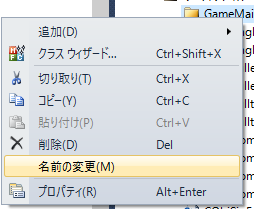 GameMai
追加(D)
クラス ウィザード... Ctrl+Shift+X
切り取り(T) Ctrl+X
コピー(Y) Ctrl+C
貼り付け(P) Ctrl+V
削除(D) Del
名前の変更(M)
プロパティ(R) Alt+Enter